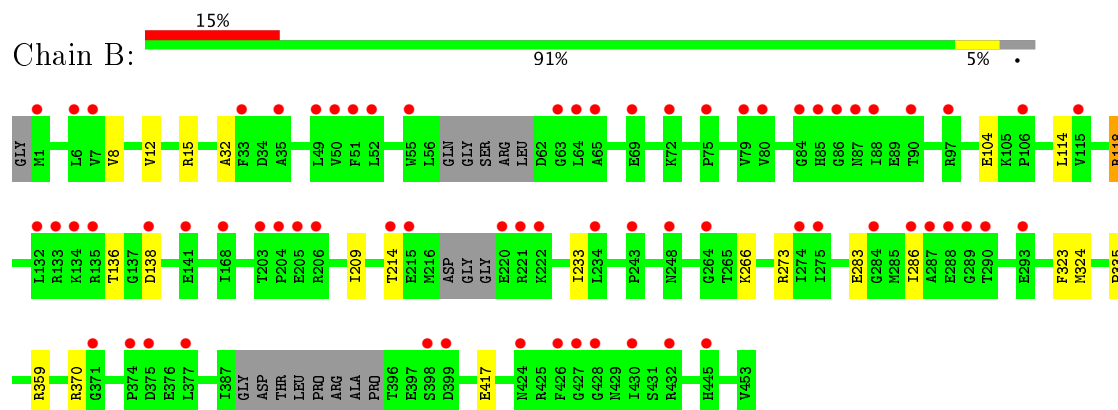 15%
Chain B:
91%
5%
•
GLY M1 L6 V7 V8 V12 R15 A32 F33 D34 A35 L49 V50 F51 L52 W55 L56 GLN GLY SER ARG LEU D62 G63 L64 A65 E69 K72 P75 V79 V80 G84 H85 G86 N87 I88 E89 T90 R97 E104 K105 P106 L114 V115
L132 R133 K134 R135 T136 G137 D138 E141 I168 T203 P204 E205 R206 I209 T214 E215 M216 ASP GLY GLY E220 R221 K222 I233 L234 P243 N248 G264 T265 K266 R273 I274 I275 E283 G284 M285 I286 A287 E288 G289 T290 E293 F323 M324
R359 R370 G371 P374 D375 E376 L377 I387 GLY ASP THR LEU PRO ARG ALA PRO T396 E397 S398 D399 E417 N424 R425 F426 G427 G428 N429 I430 S431 R432 H445 V453